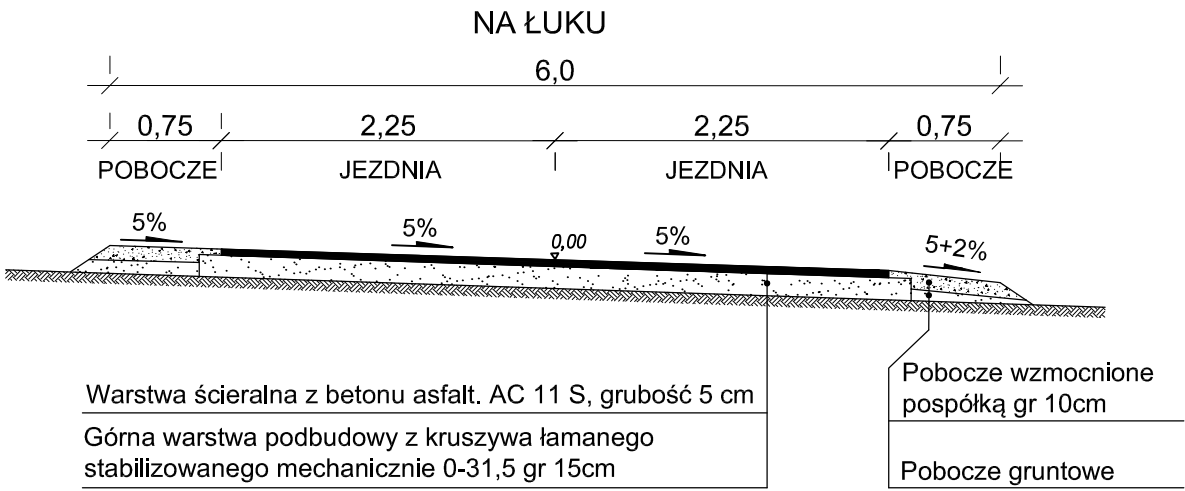 NA ŁUKU
6,0
0,75 2,25 2,25 0,75
POBOCZE JEZDNIA JEZDNIA POBOCZE
5% 5% 0,00 5% 5+2%
Warstwa ścieralna z betonu asfalt. AC 11 S, grubość 5 cm
Górna warstwa podbudowy z kruszywa łamanego
stabilizowanego mechanicznie 0-31,5 gr 15cm
Pobocze wzmocnione
pospółką gr 10cm
Pobocze gruntowe